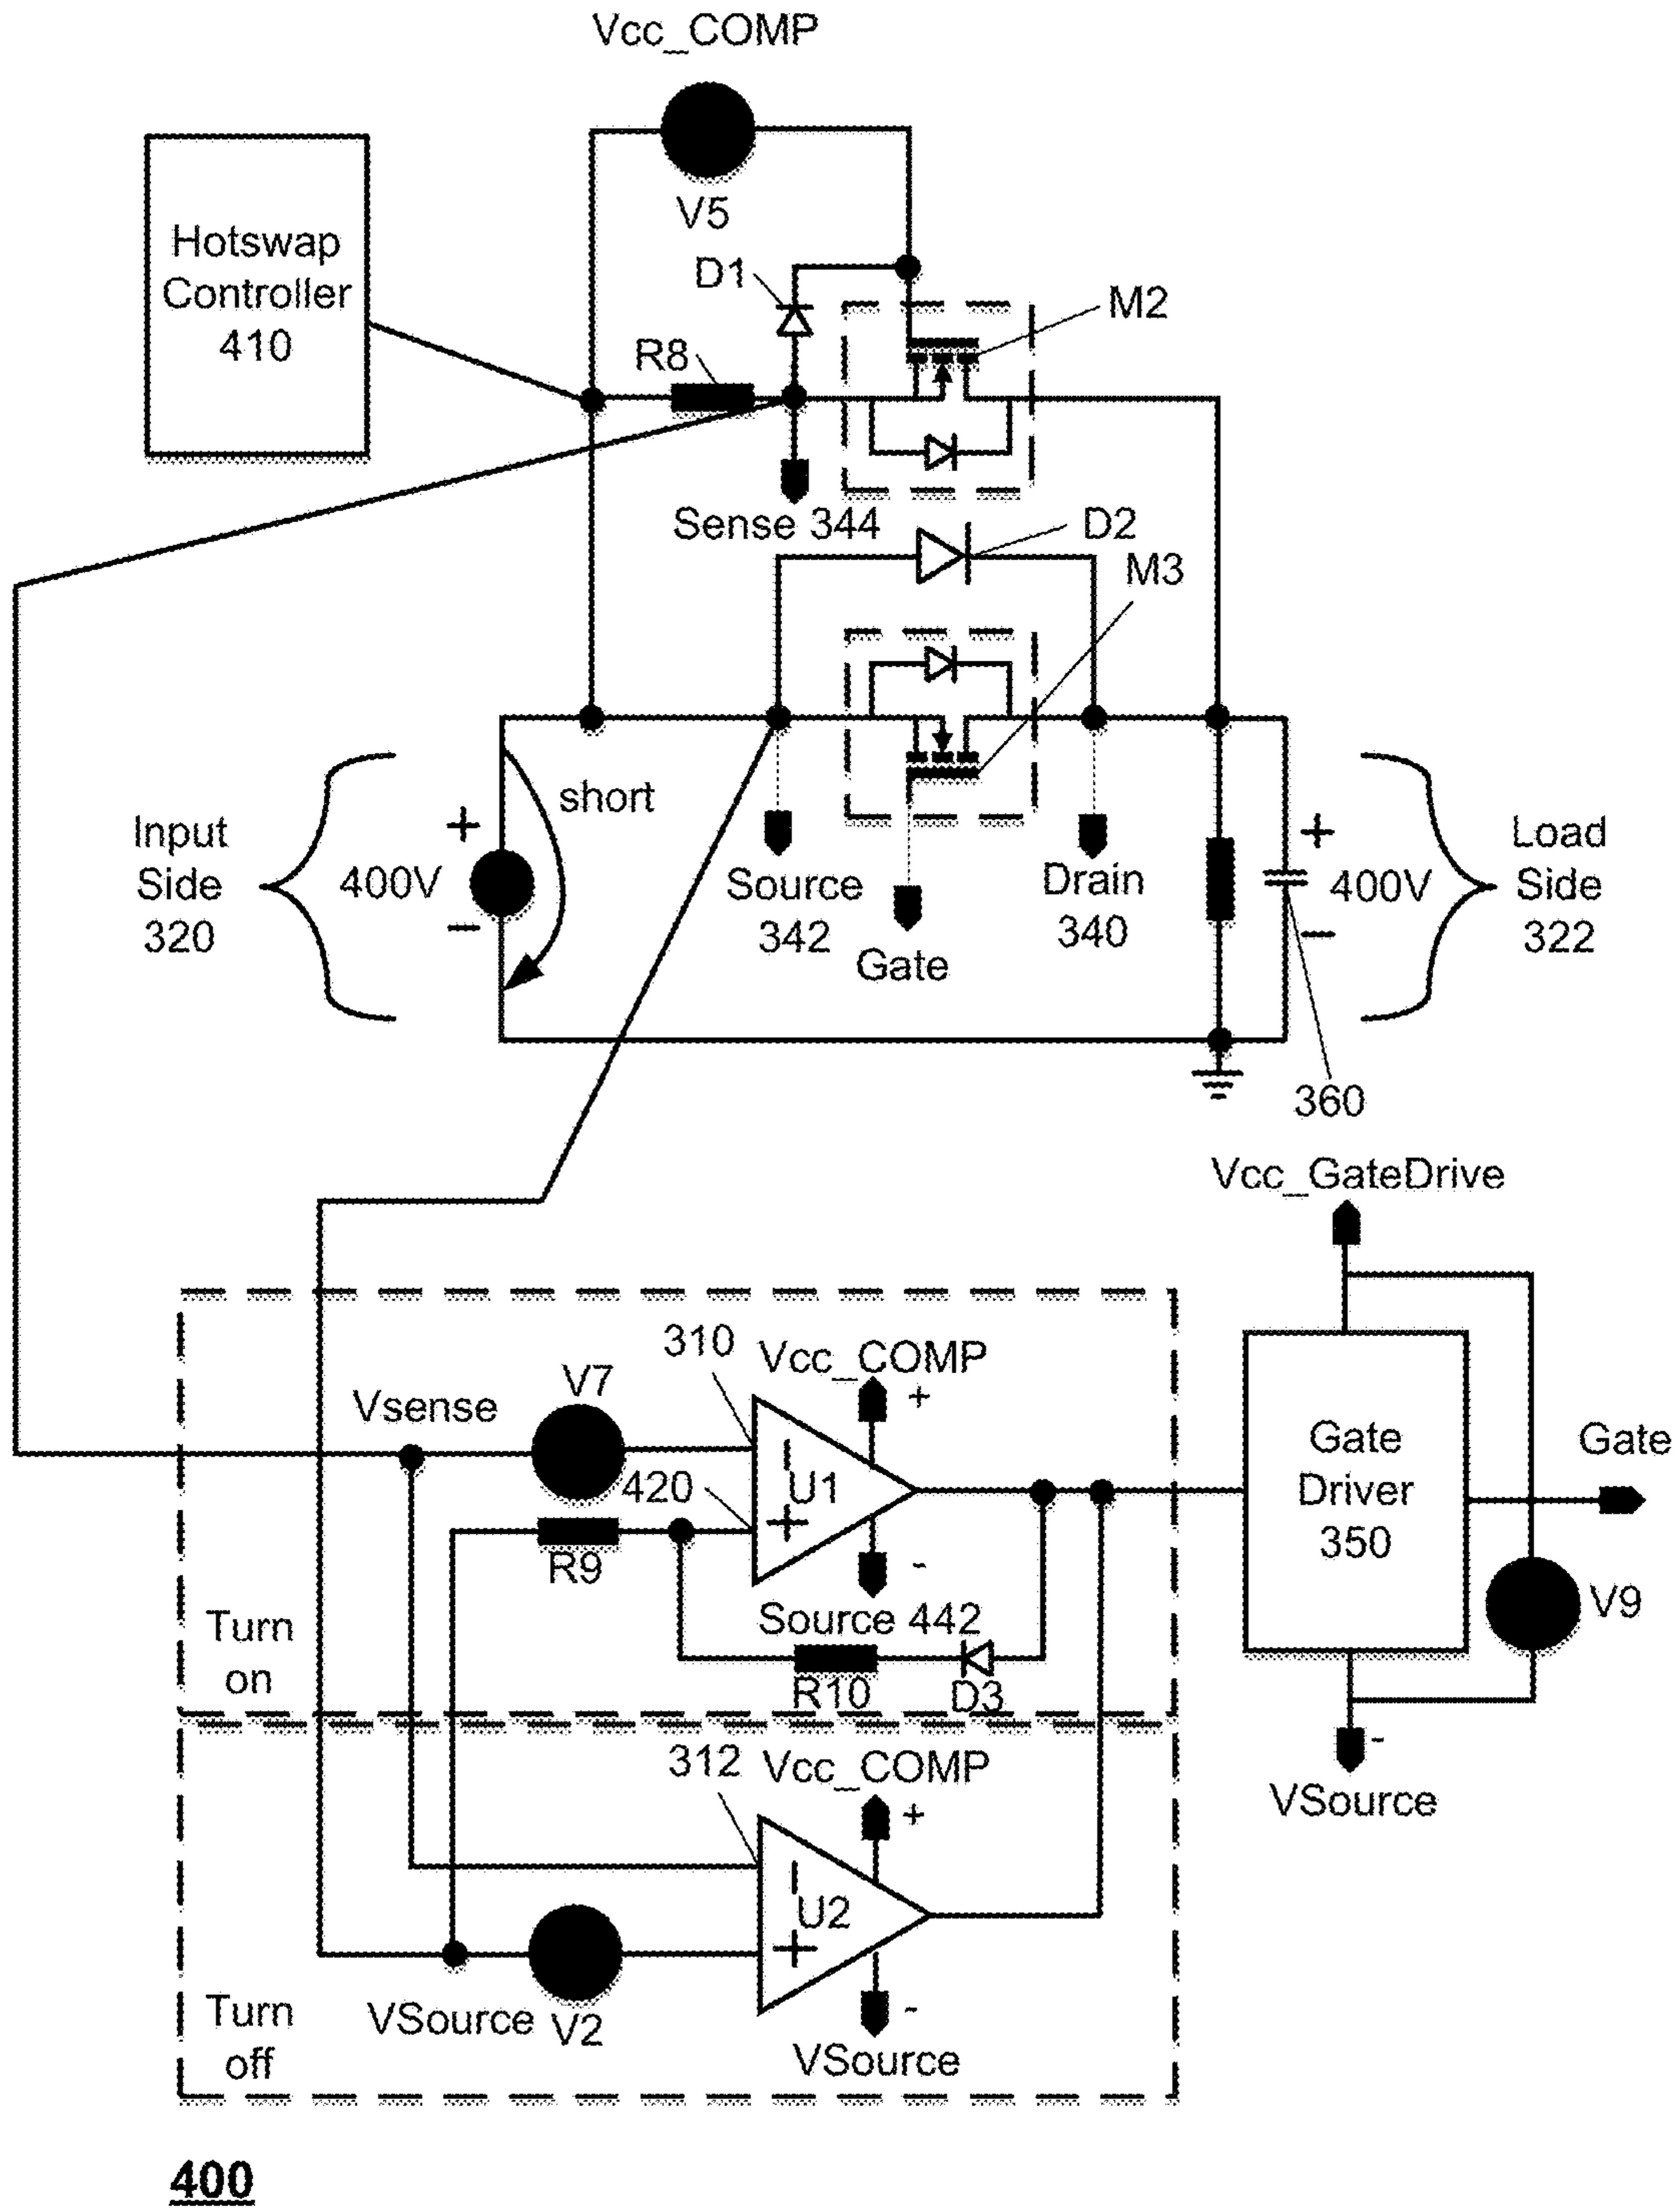 Vcc_COMP
V5
Hotswap
Controller
410
D1
M2
R8
Sense 344
D2
M3
Input
Side
320
+
400V
−
short
Source
342
Gate
Drain
340
+
400V
−
Load
Side
322
360
Vcc_GateDrive
310
Vcc_COMP
+
V7
Vsense
420
−
U1
+
-
R9
Source 442
R10
D3
Turn
on
Gate
Driver
350
Gate
V9
-
VSource
312
Vcc_COMP
+
−
U2
+
-
VSource
V2
VSource
Turn
off
400